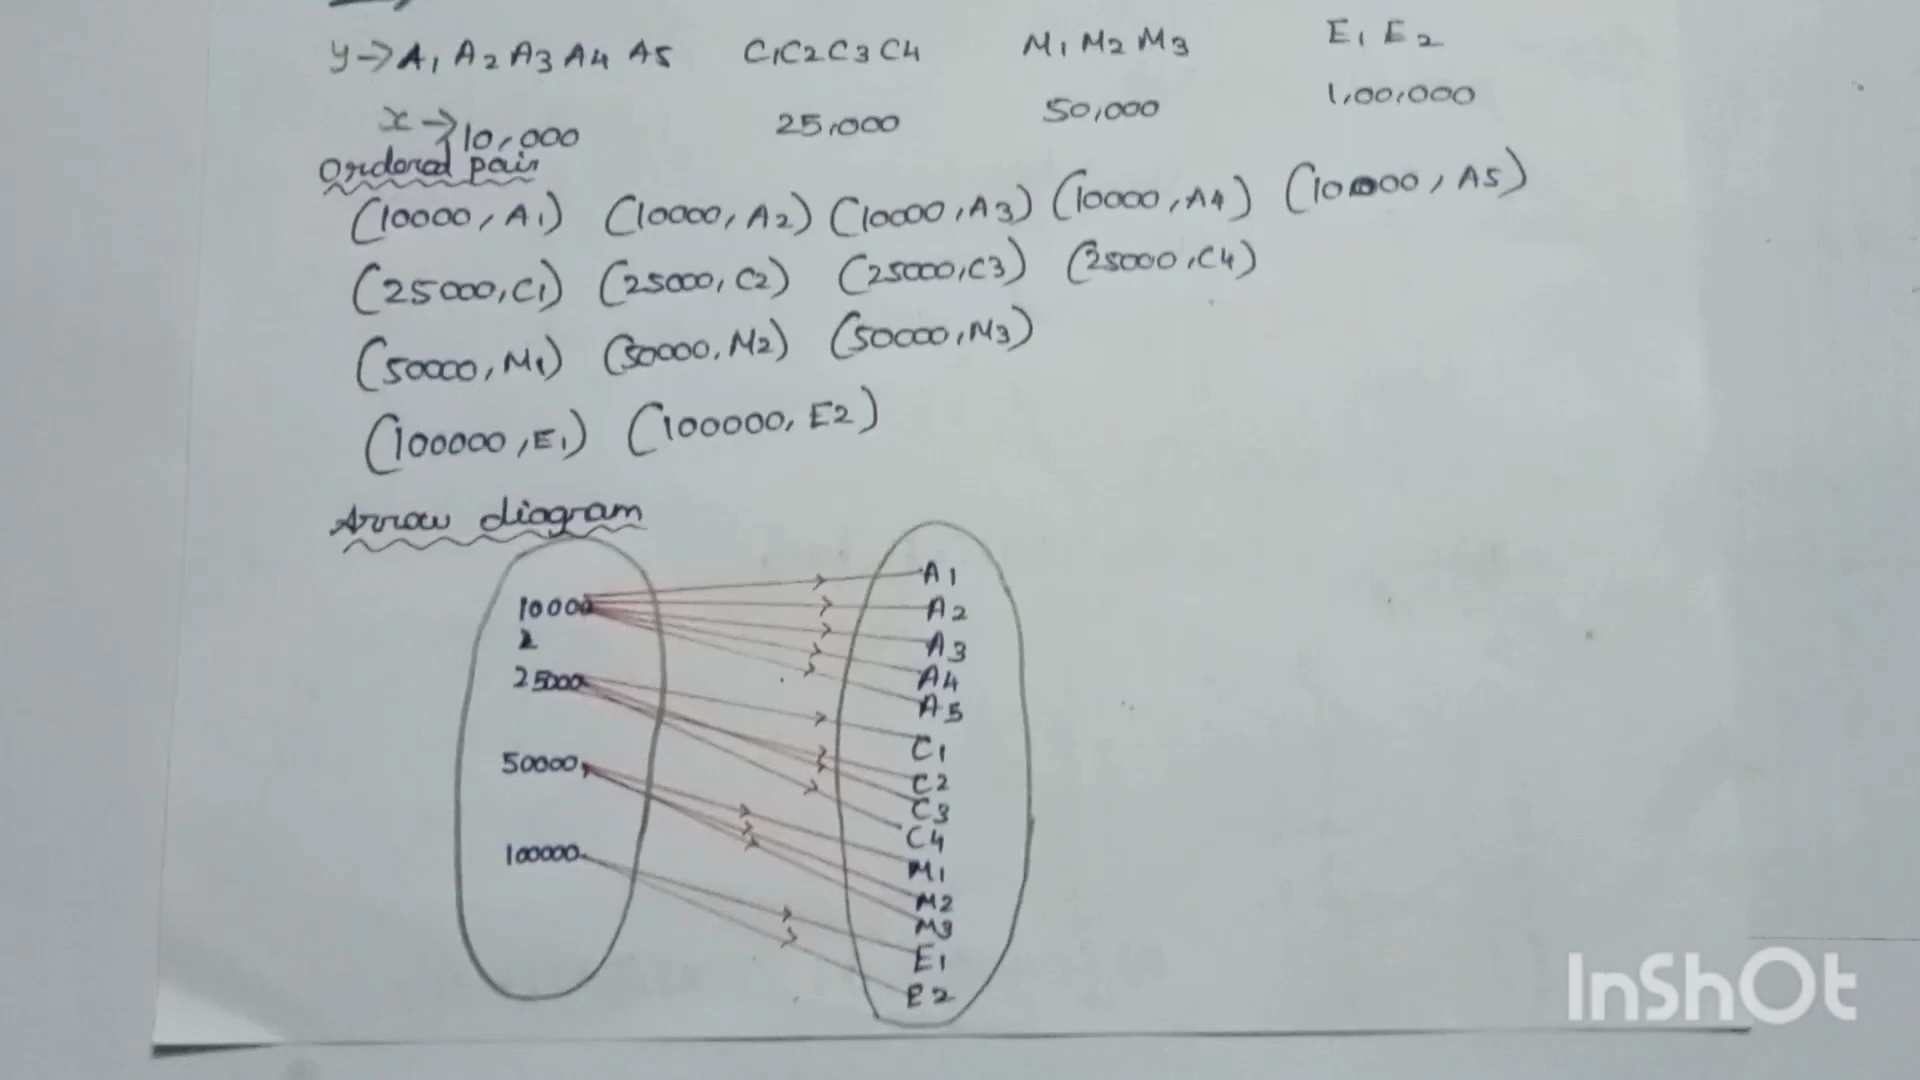 y→A1 A2 A3 A4 A5 C1C2C3C4 M1M2M3 E1 E2
x→10,000 25,000 50,000 1,00,000
Ordered pair
(10000, A1) (10000, A2) (10000, A3) (10000, A4) (10000, A5)
(25000, C1) (25000, C2) (25000, C3) (25000, C4)
(50000, M1) (50000, M2) (50000, M3)
(100000, E1) (100000, E2)
Arrow diagram
10000
2
25000
50000
100000
A1
A2
A3
A4
A5
C1
C2
C3
C4
M1
M2
M3
E1
E2
InShOt